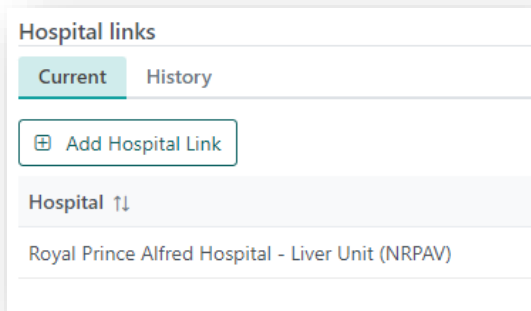 Hospital links
Current History
Add Hospital Link
Hospital
Royal Prince Alfred Hospital - Liver Unit (NRPAV)